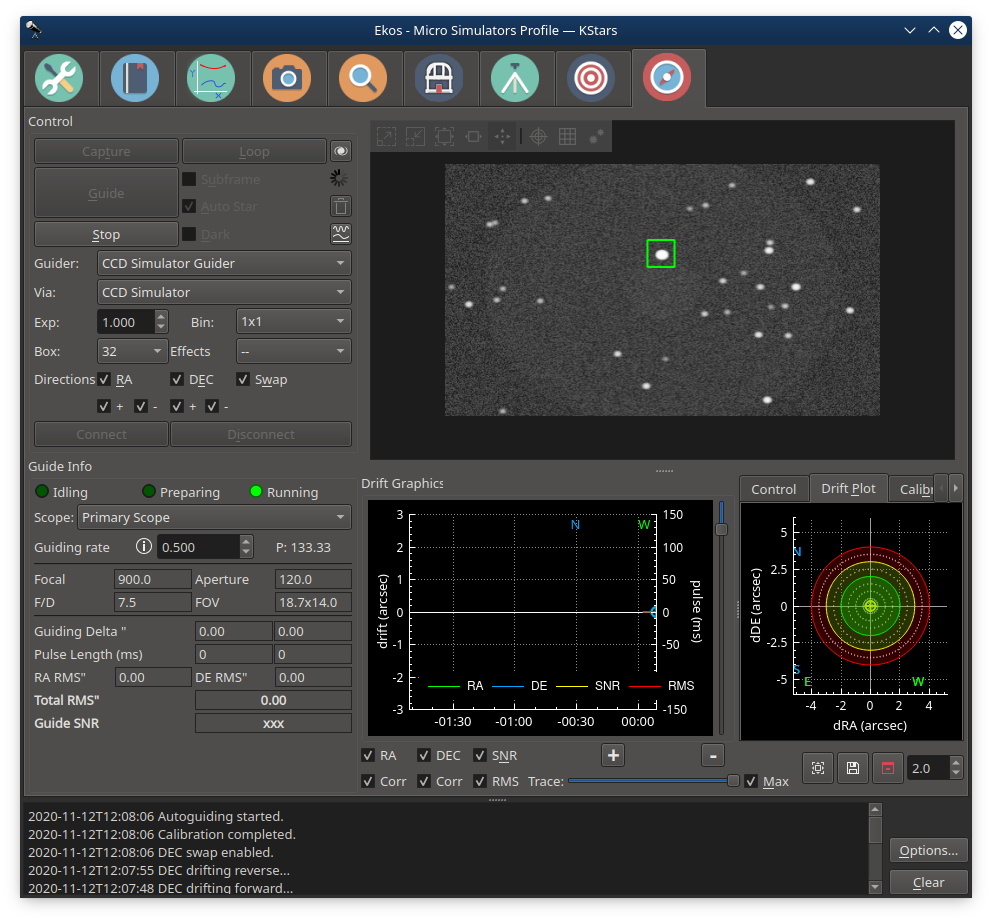 Ekos - Micro Simulators Profile — KStars
Control
Capture Loop
Guide Subframe
Auto Star
Stop Dark
Guider: CCD Simulator Guider
Via: CCD Simulator
Exp: 1.000 Bin: 1x1
Box: 32 Effects --
Directions RA DEC Swap
+ - + -
Connect Disconnect
Guide Info
Idling Preparing Running
Scope: Primary Scope
Guiding rate 0.500 P: 133.33
Focal 900.0 Aperture 120.0
F/D 7.5 FOV 18.7x14.0
Guiding Delta " 0.00 0.00
Pulse Length (ms) 0 0
RA RMS" 0.00 DE RMS" 0.00
Total RMS" 0.00
Guide SNR xxx
Drift Graphics
drift (arcsec)
3
2
1
0
-1
-2
-3
N W
150
100
50
0
-50
-100
-150
pulse (ms)
RA DE SNR RMS
-01:30 -01:00 -00:30 00:00
RA DEC SNR + -
Corr Corr RMS Trace: Max
Control Drift Plot Calibr
dDE (arcsec)
5
2.5
0
-2.5
-5
N
S
E W
-4 -2 0 2 4
dRA (arcsec)
2.0
2020-11-12T12:08:06 Autoguiding started.
2020-11-12T12:08:06 Calibration completed.
2020-11-12T12:08:06 DEC swap enabled.
2020-11-12T12:07:55 DEC drifting reverse...
2020-11-12T12:07:48 DEC drifting forward...
Options...
Clear